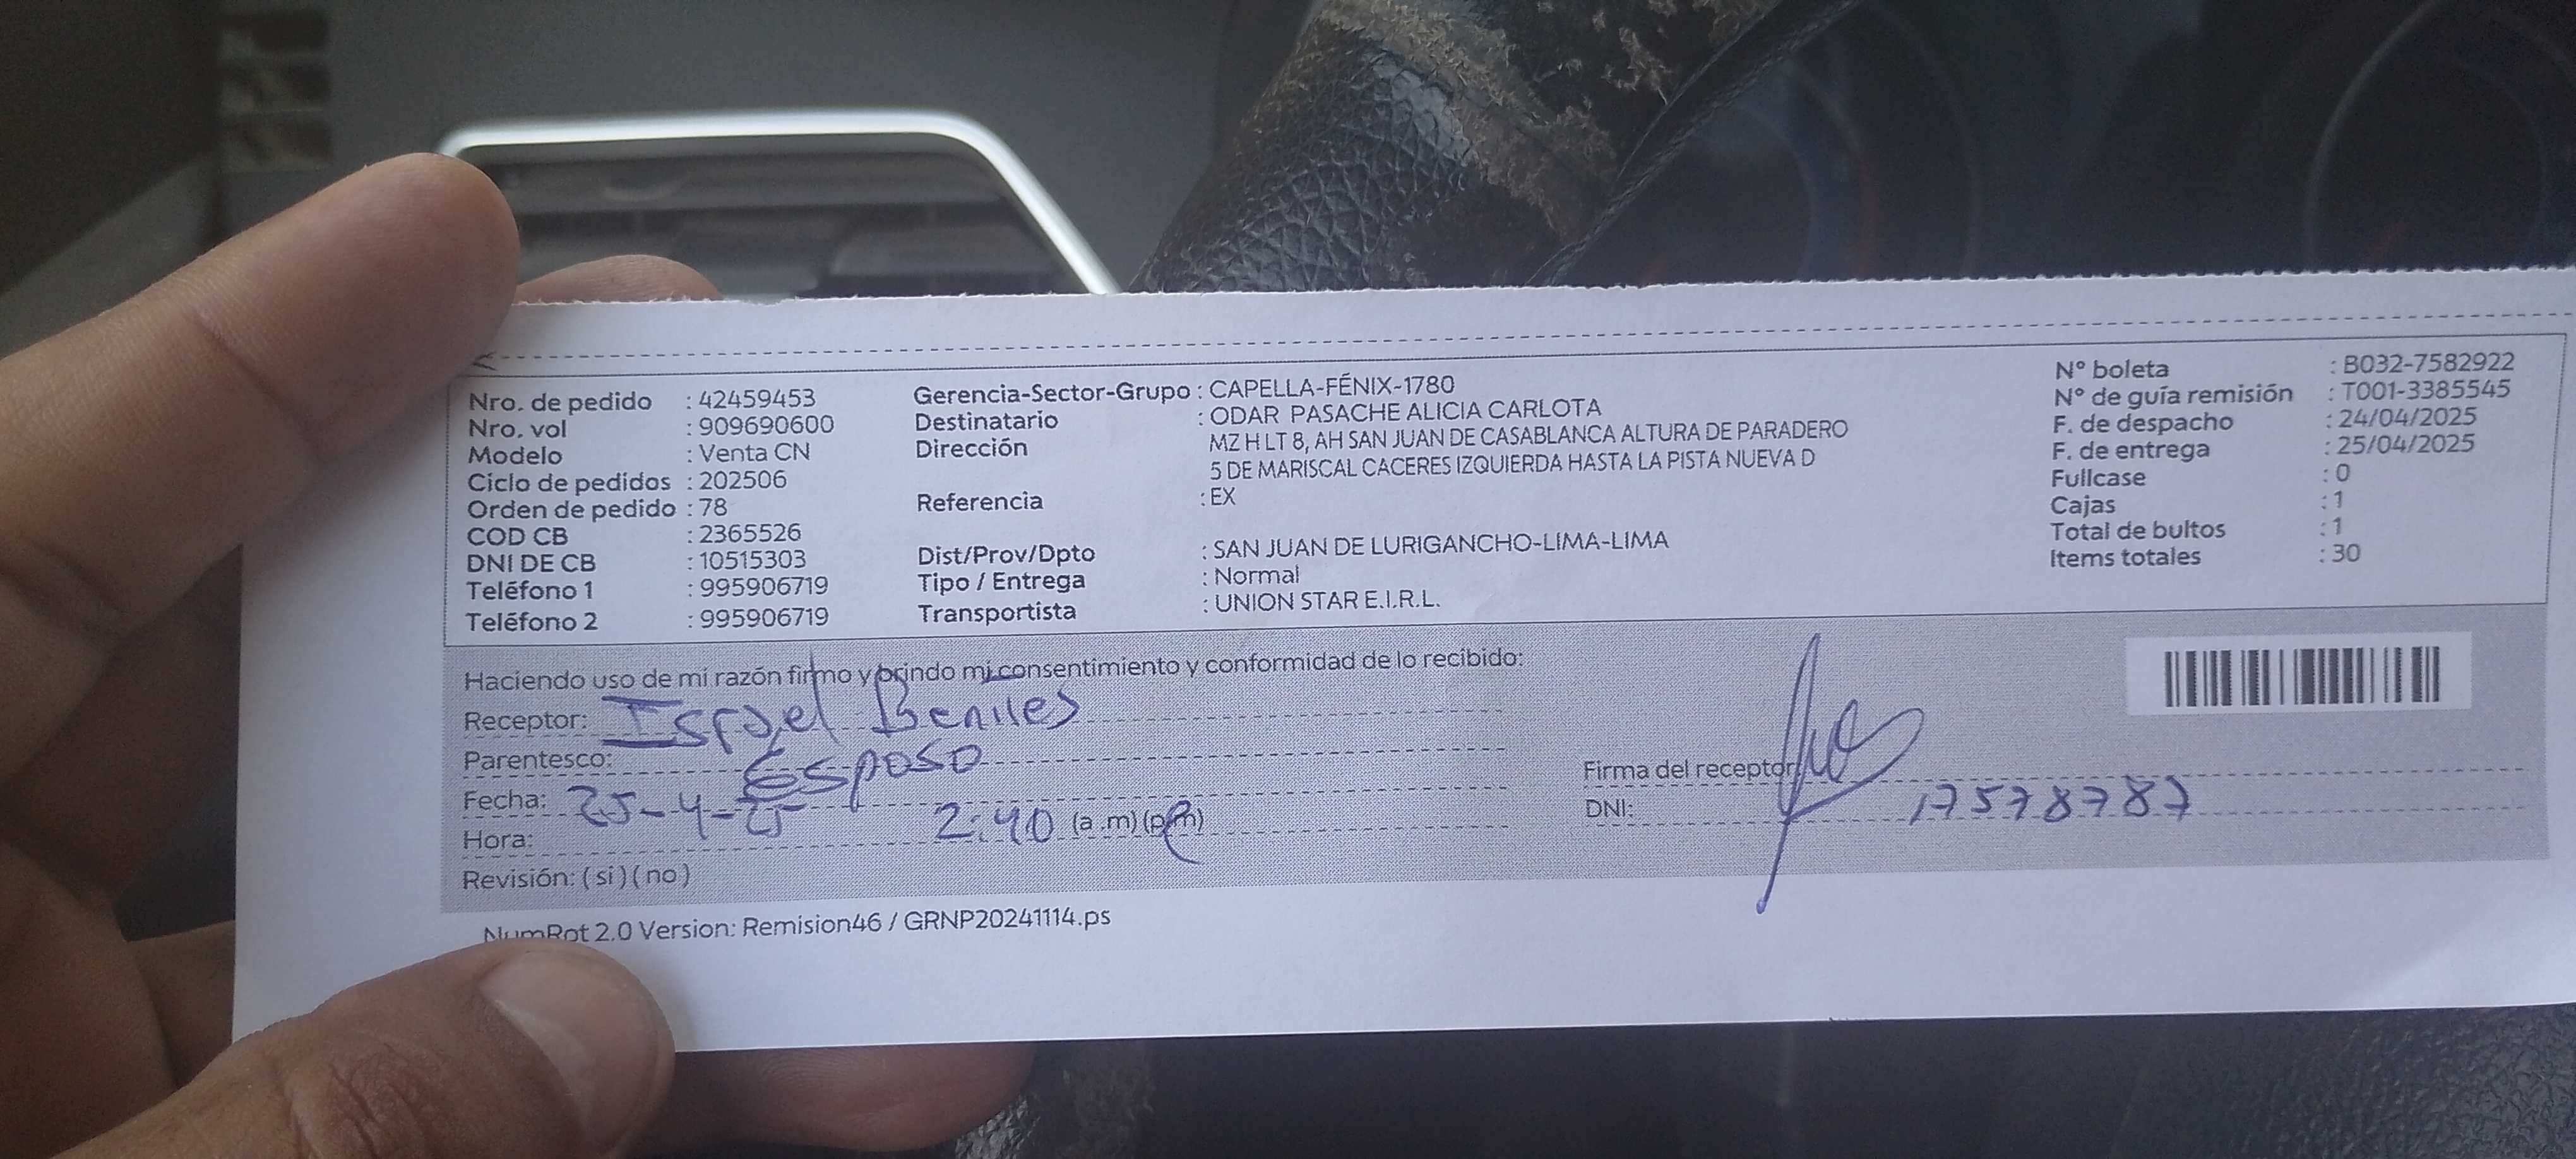 Nro. de pedido : 42459453
Nro. vol : 909690600
Modelo : Venta CN
Ciclo de pedidos : 202506
Orden de pedido : 78
COD CB : 2365526
DNI DE CB : 10515303
Teléfono 1 : 995906719
Teléfono 2 : 995906719
Gerencia-Sector-Grupo : CAPELLA-FÉNIX-1780
Destinatario : ODAR PASACHE ALICIA CARLOTA
Dirección MZ H LT 8, AH SAN JUAN DE CASABLANCA ALTURA DE PARADERO
5 DE MARISCAL CACERES IZQUIERDA HASTA LA PISTA NUEVA D
Referencia : EX
Dist/Prov/Dpto : SAN JUAN DE LURIGANCHO-LIMA-LIMA
Tipo / Entrega : Normal
Transportista : UNION STAR E.I.R.L.
N° boleta : B032-7582922
N° de guía remisión : T001-3385545
F. de despacho : 24/04/2025
F. de entrega : 25/04/2025
Fullcase : 0
Cajas : 1
Total de bultos : 1
Items totales : 30
Haciendo uso de mi razón firmo y brindo mi consentimiento y conformidad de lo recibido:
Receptor: Israel Benites
Parentesco: Esposo
Fecha: 25-4-25
Hora: 2:40 (a.m) (p.m)
Revisión: (si) (no)
Firma del receptor
DNI: 17578787
NumRot 2.0 Version: Remision46 / GRNP20241114.ps